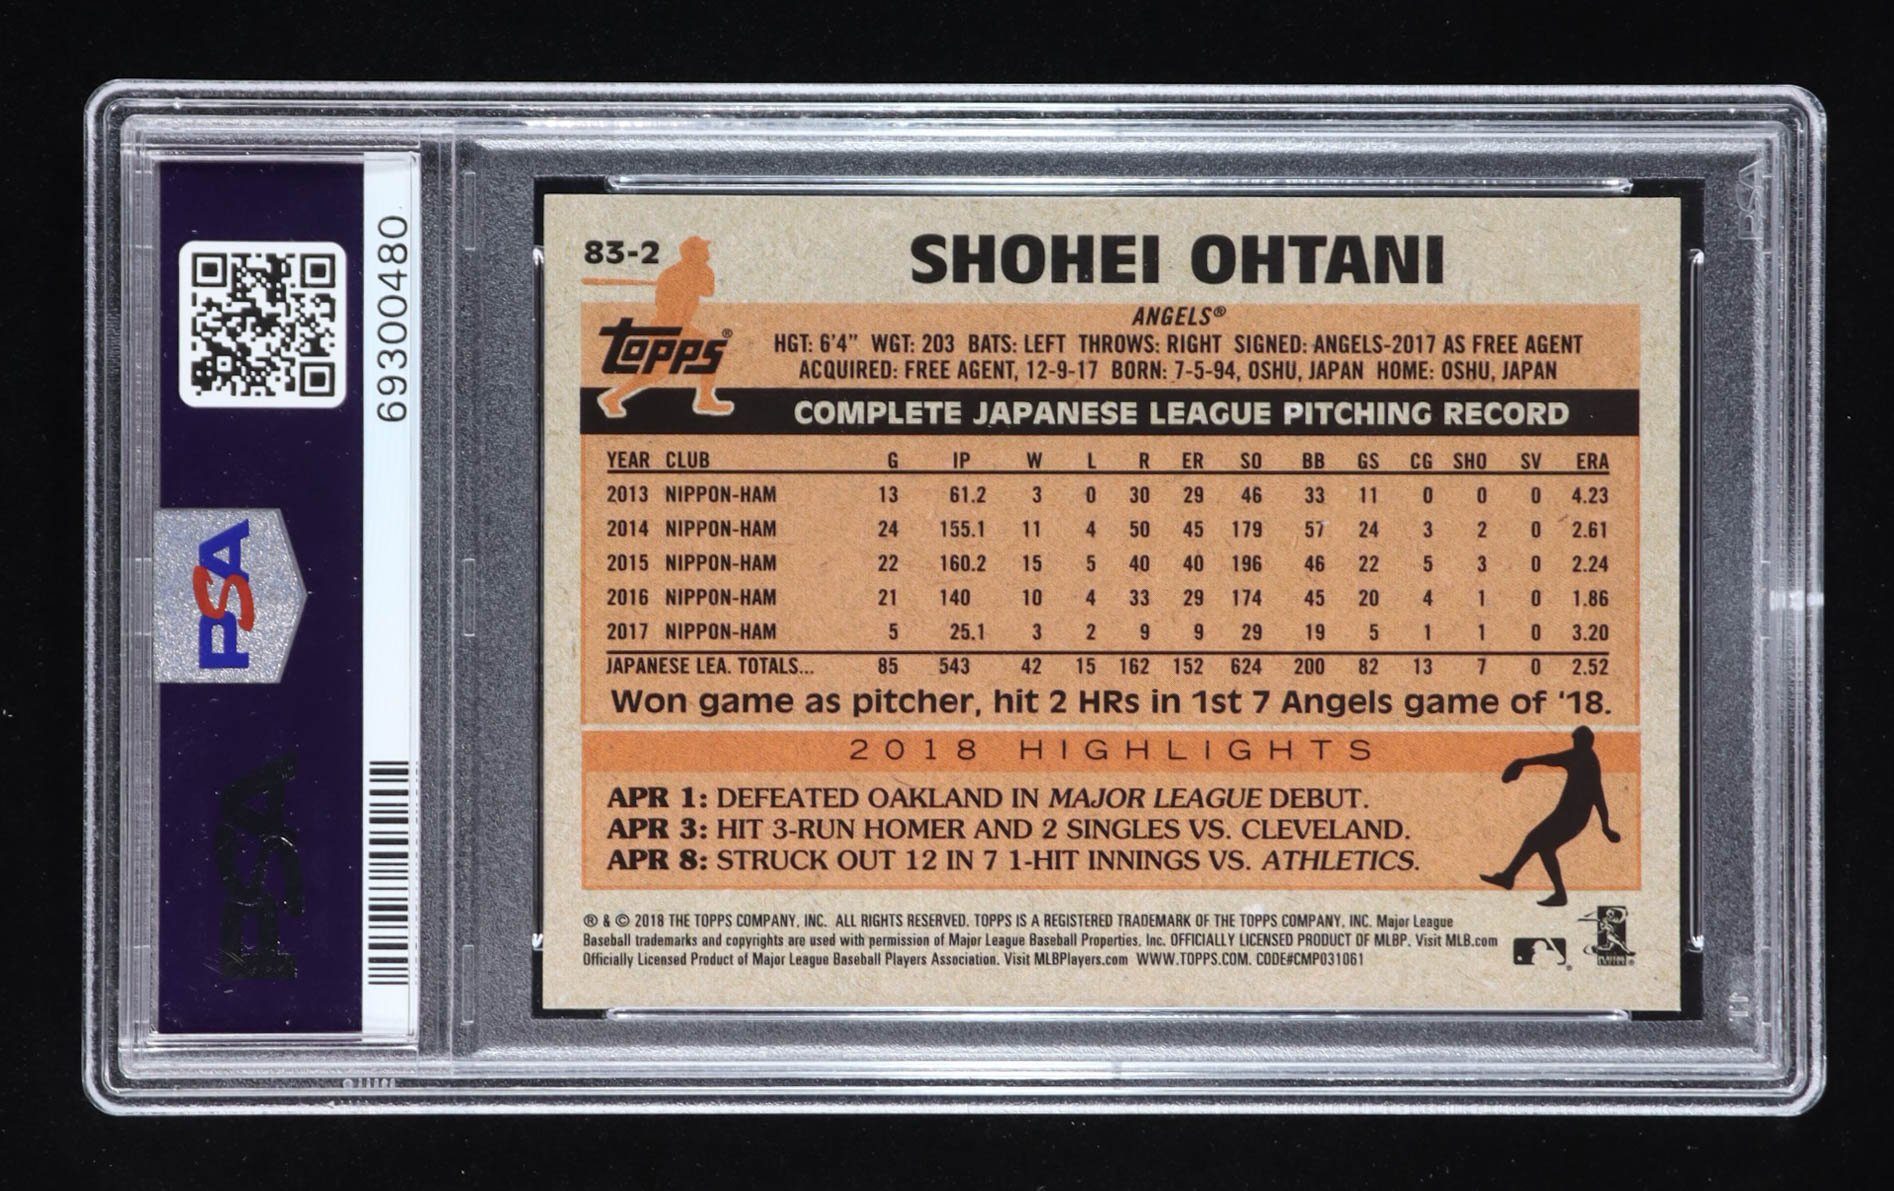 69300480
PSA
PSA
83-2
SHOHEI OHTANI
Topps®
ANGELS®
HGT: 6'4" WGT: 203 BATS: LEFT THROWS: RIGHT SIGNED: ANGELS-2017 AS FREE AGENT
ACQUIRED: FREE AGENT, 12-9-17 BORN: 7-5-94, OSHU, JAPAN HOME: OSHU, JAPAN
COMPLETE JAPANESE LEAGUE PITCHING RECORD
YEAR CLUB G IP W L R ER SO BB GS CG SHO SV ERA
2013 NIPPON-HAM 13 61.2 3 0 30 29 46 33 11 0 0 0 4.23
2014 NIPPON-HAM 24 155.1 11 4 50 45 179 57 24 3 2 0 2.61
2015 NIPPON-HAM 22 160.2 15 5 40 40 196 46 22 5 3 0 2.24
2016 NIPPON-HAM 21 140 10 4 33 29 174 45 20 4 1 0 1.86
2017 NIPPON-HAM 5 25.1 3 2 9 9 29 19 5 1 1 0 3.20
JAPANESE LEA. TOTALS... 85 543 42 15 162 152 624 200 82 13 7 0 2.52
Won game as pitcher, hit 2 HRs in 1st 7 Angels game of '18.
2018 HIGHLIGHTS
APR 1: DEFEATED OAKLAND IN MAJOR LEAGUE DEBUT.
APR 3: HIT 3-RUN HOMER AND 2 SINGLES VS. CLEVELAND.
APR 8: STRUCK OUT 12 IN 7 1-HIT INNINGS VS. ATHLETICS.
® & © 2018 THE TOPPS COMPANY, INC. ALL RIGHTS RESERVED. TOPPS IS A REGISTERED TRADEMARK OF THE TOPPS COMPANY, INC. Major League
Baseball trademarks and copyrights are used with permission of Major League Baseball Properties, Inc. OFFICIALLY LICENSED PRODUCT OF MLBP. Visit MLB.com
Officially Licensed Product of Major League Baseball Players Association. Visit MLBPlayers.com WWW.TOPPS.COM. CODE#CMP031061